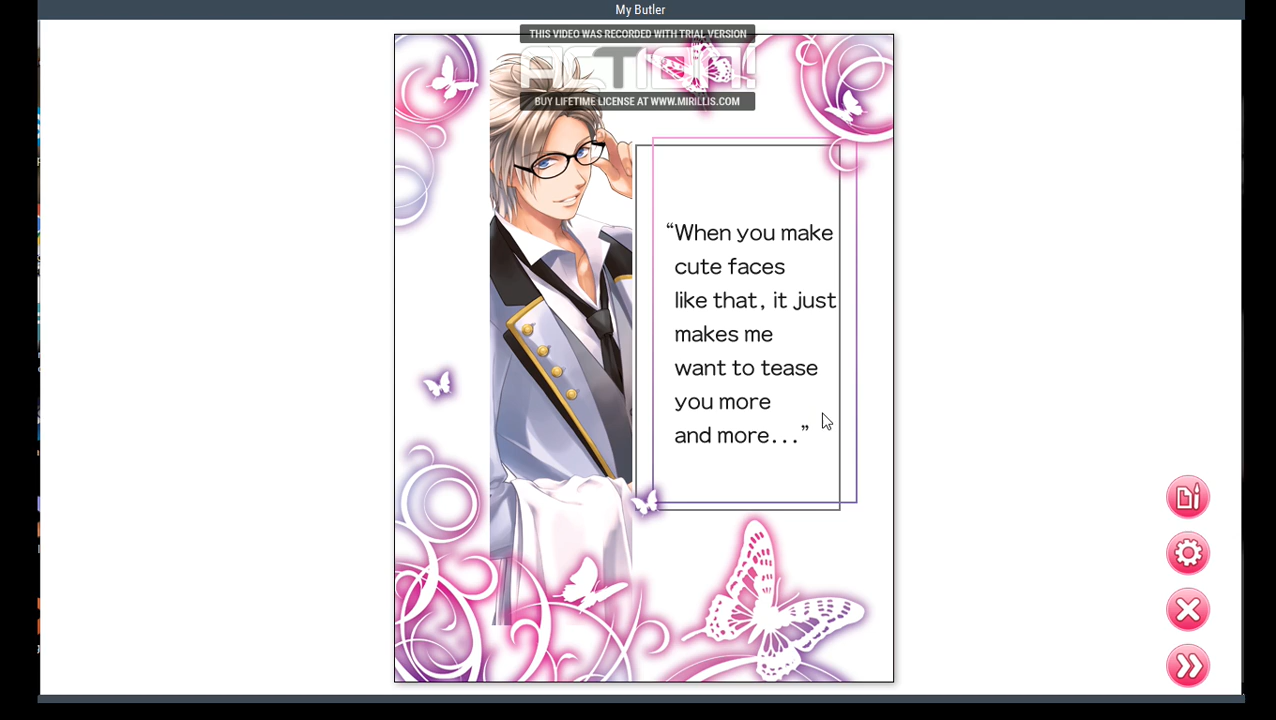 My Butler
THIS VIDEO WAS RECORDED WITH TRIAL VERSION
ACTION!
BUY LIFETIME LICENSE AT WWW.MIRILLIS.COM
“When you make
cute faces
like that, it just
makes me
want to tease
you more
and more...”